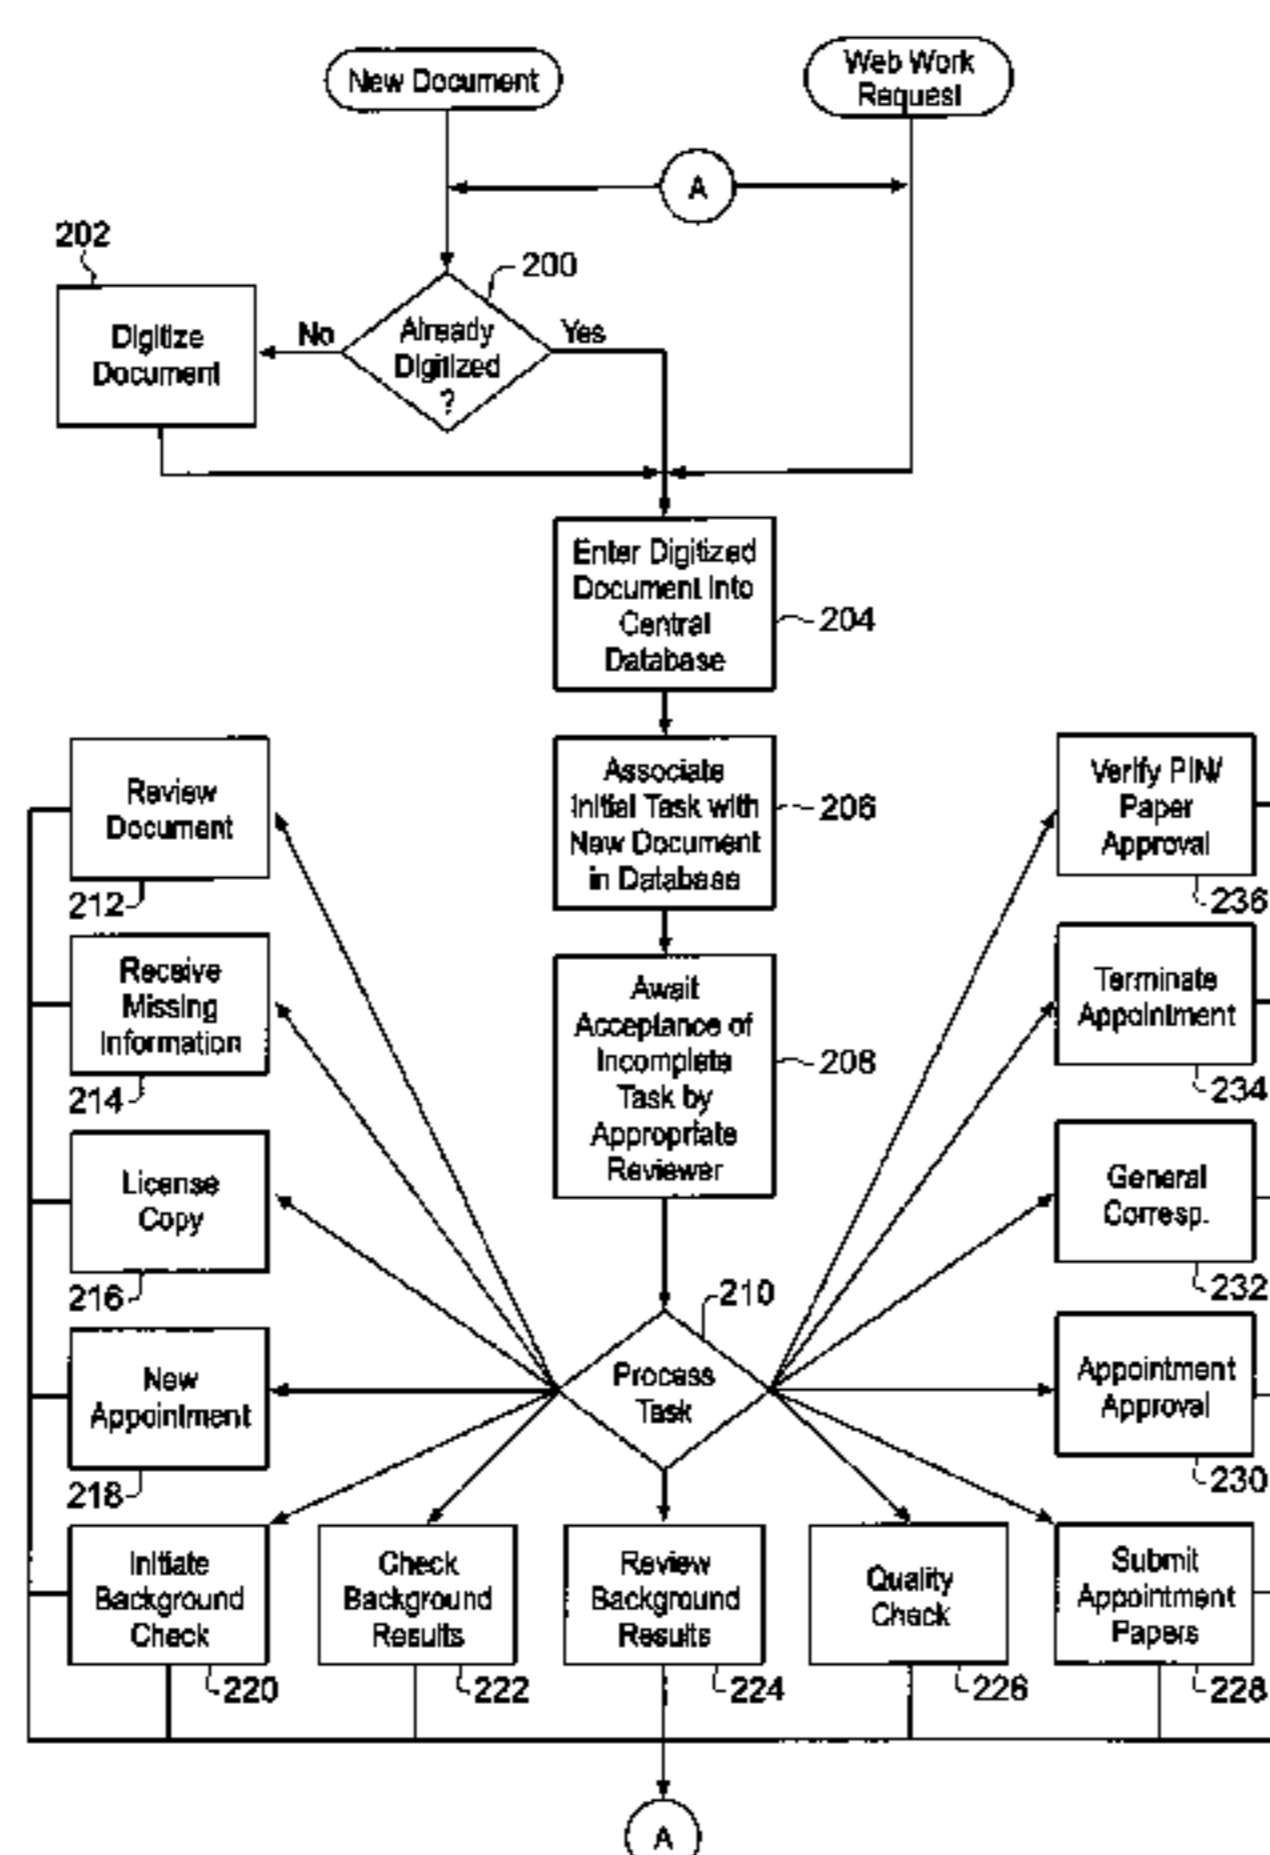 New Document
Web Work
Request
A
202
200
Digitize
Document
No
Already
Digitized
?
Yes
Enter Digitized
Document Into
Central
Database
204
Associate
Initial Task with
New Document
in Database
206
Await
Acceptance of
Incomplete
Task by
Appropriate
Reviewer
208
Review
Document
212
Receive
Missing
Information
214
License
Copy
216
New
Appointment
218
Process
Task
210
Verify PIN/
Paper
Approval
236
Terminate
Appointment
234
General
Corresp.
232
Appointment
Approval
230
Initiate
Background
Check
220
Check
Background
Results
222
Review
Background
Results
224
Quality
Check
226
Submit
Appointment
Papers
228
A